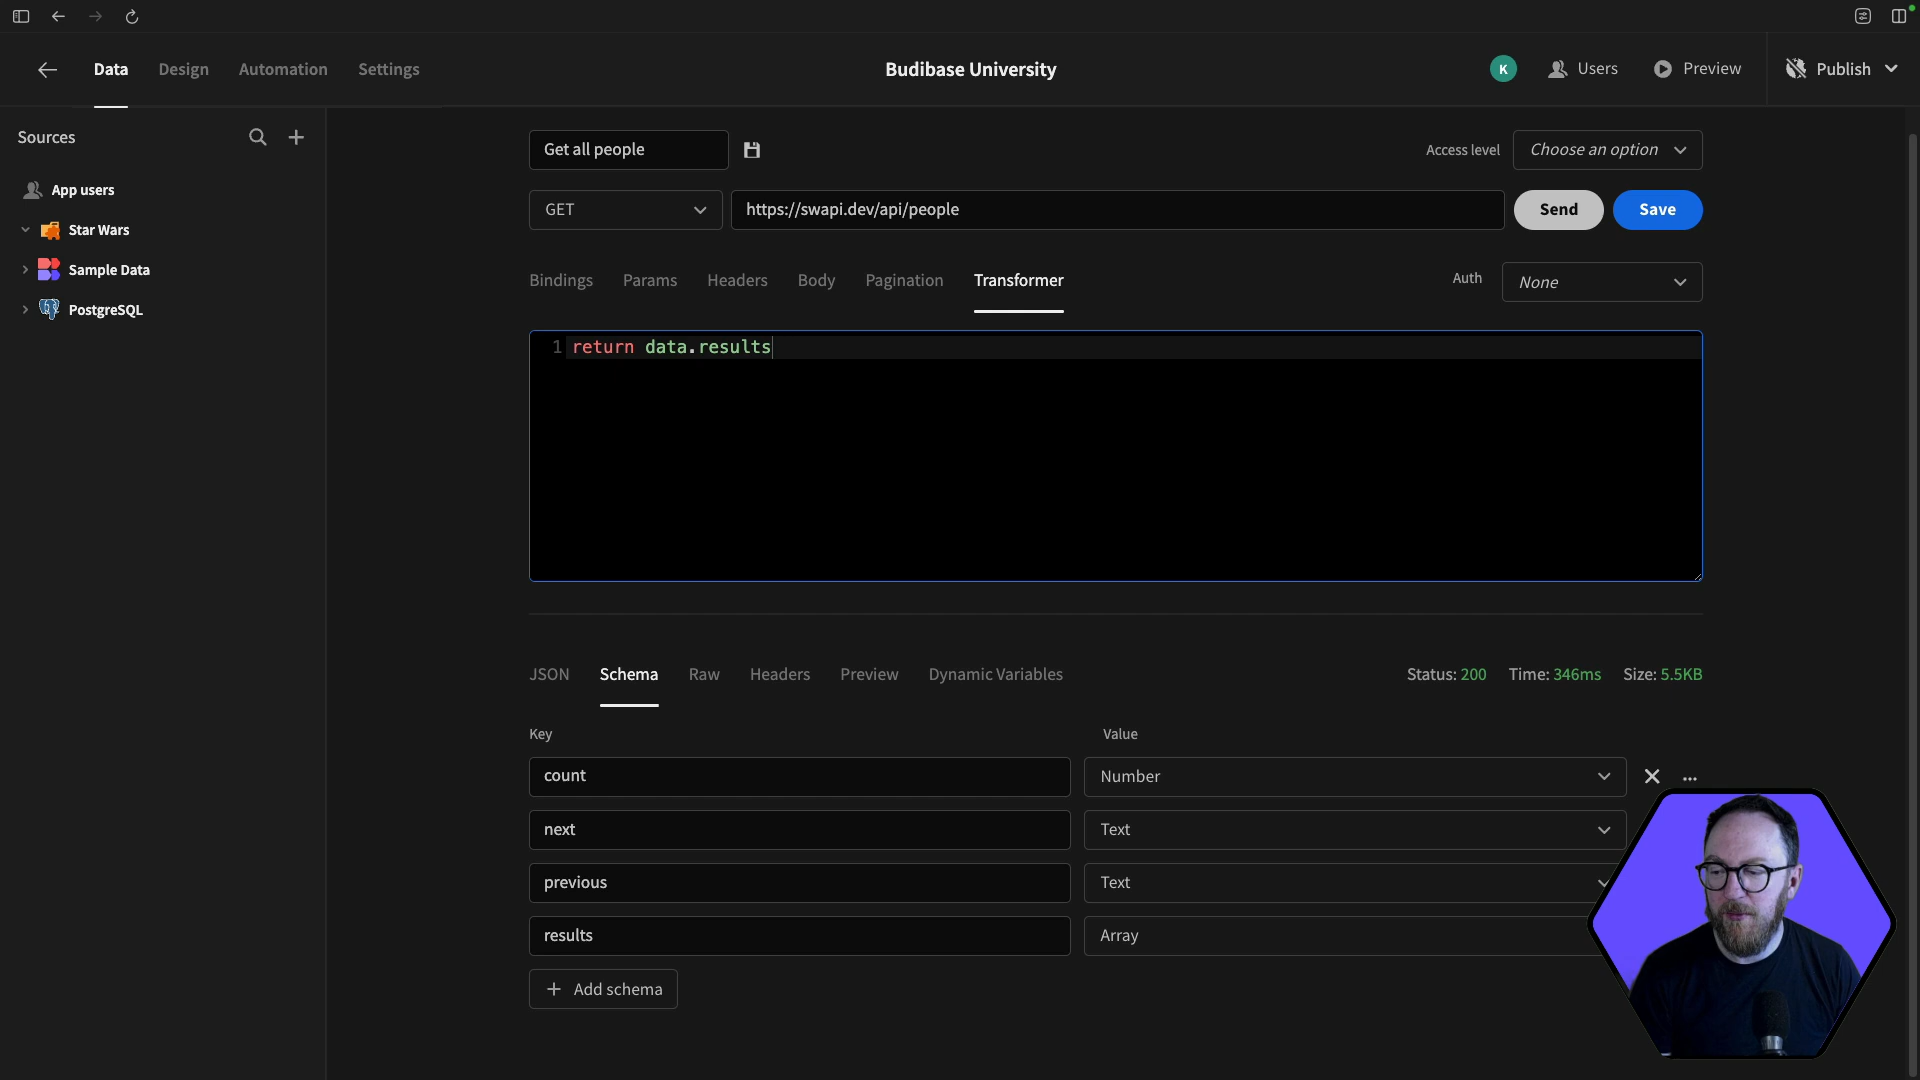 Data Design Automation Settings
Budibase University
K Users Preview Publish
Sources
App users
Star Wars
Sample Data
PostgreSQL
Get all people
Access level Choose an option
GET https://swapi.dev/api/people Send Save
Bindings Params Headers Body Pagination Transformer
Auth None
1 return data.results
JSON Schema Raw Headers Preview Dynamic Variables
Status: 200 Time: 346ms Size: 5.5KB
Key Value
count Number
next Text
previous Text
results Array
+ Add schema